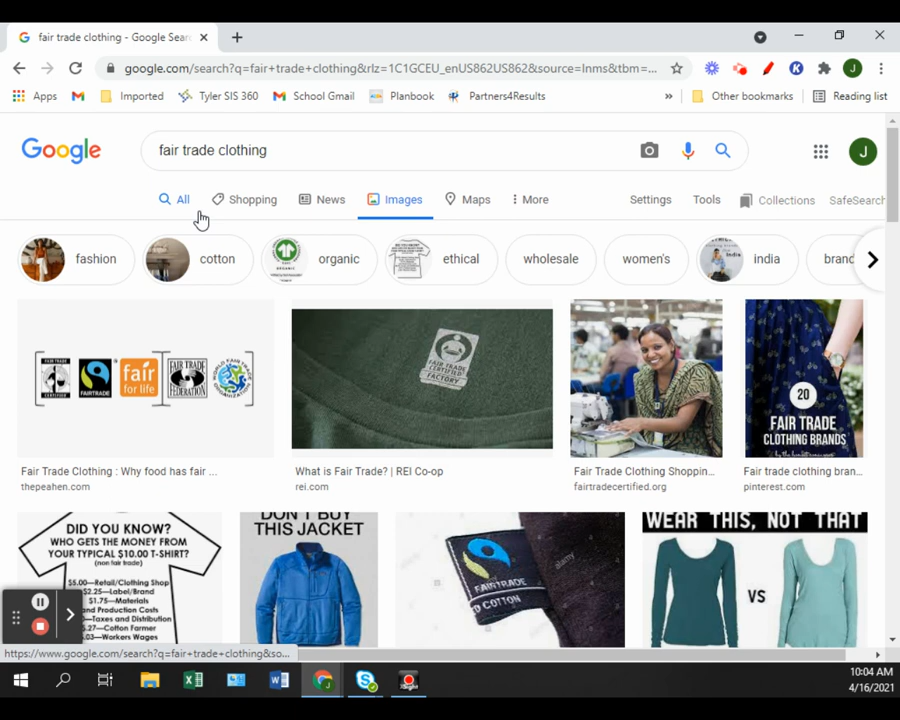 fair trade clothing - Google Sear
google.com/search?q=fair+trade+clothing&rlz=1C1GCEU_enUS862US862&source=lnms&tbm=...
Apps Imported Tyler SIS 360 School Gmail Planbook Partners4Results » Other bookmarks Reading list
Google fair trade clothing J
All Shopping News Images Maps More Settings Tools Collections SafeSearch
fashion cotton organic ethical wholesale women's india brand
FAIR TRADE CERTIFIED FACTORY
FAIRTRADE
fair for life
FAIR TRADE FEDERATION
20
FAIR TRADE
CLOTHING BRANDS
Fair Trade Clothing : Why food has fair ... What is Fair Trade? | REI Co-op Fair Trade Clothing Shoppin... Fair trade clothing bran...
thepeahen.com rei.com fairtradecertified.org pinterest.com
DID YOU KNOW?
WHO GETS THE MONEY FROM
YOUR TYPICAL $10.00 T-SHIRT?
(non fair trade)
$5.00—Retail/Clothing Shop
$2.25—Label/Brand
$1.75—Materials
and Production Costs
Taxes and Distribution
Cotton Farmer
.03—Workers Wages
DON'T BUY
THIS JACKET
FAIRTRADE
COTTON
alamy
WEAR THIS, NOT THAT
VS
https://www.google.com/search?q=fair+trade+clothing&so...
10:04 AM
4/16/2021